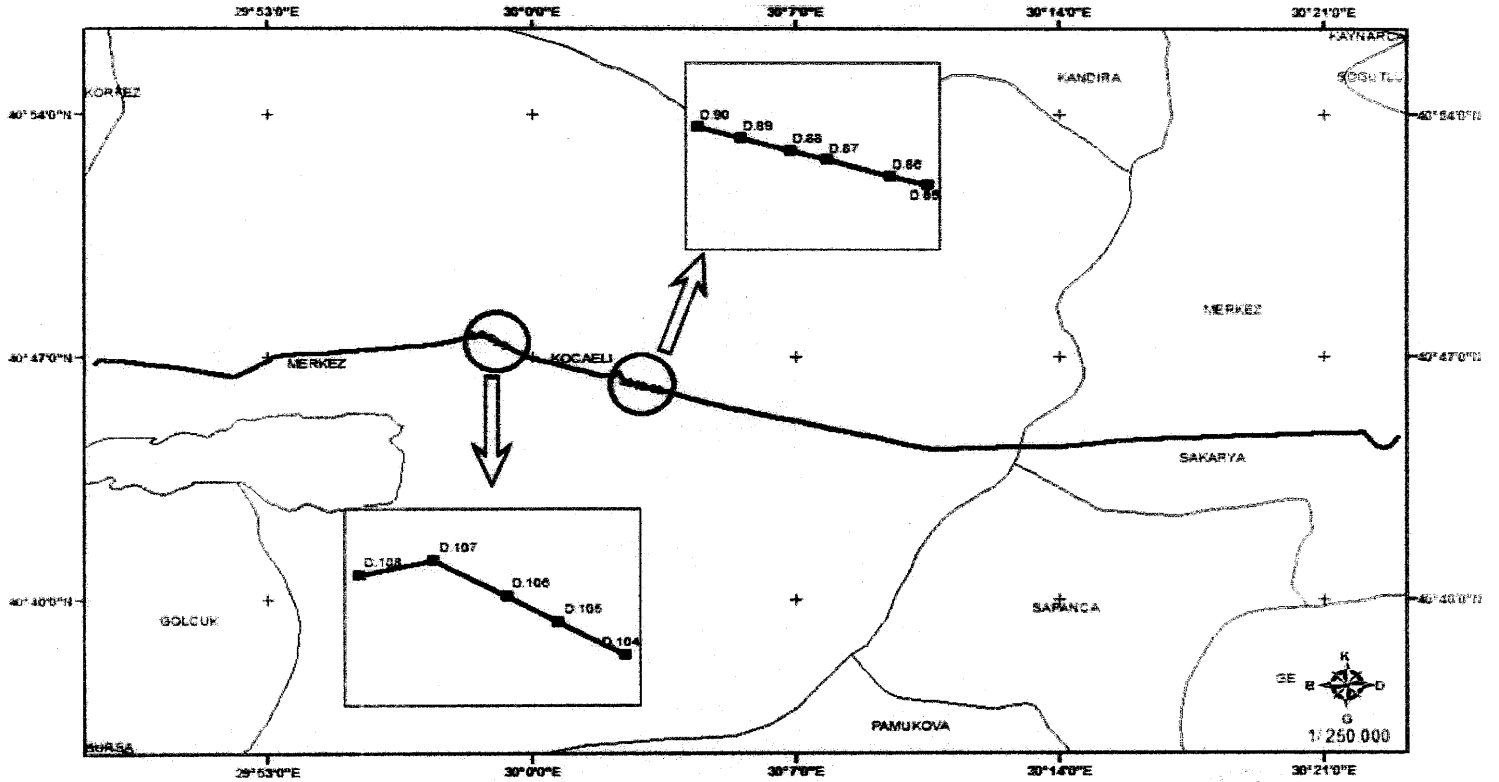 29°53'0"E 30°0'0"E 30°7'0"E 30°14'0"E 30°21'0"E
KAYNARCA
KORFEZ
KANDIRA
SOGUTLU
40°54'0"N
40°54'0"N
D.90
D.89
D.88
D.87
D.86
D.85
MERKEZ
40°47'0"N
MERKEZ
KOCAELI
40°47'0"N
SAKARYA
D.108
D.107
D.106
D.105
D.104
40°40'0"N
40°40'0"N
GOLCUK
SAPANCA
K
GE
B
D
G
PAMUKOVA
1/250.000
BURSA
29°53'0"E 30°0'0"E 30°7'0"E 30°14'0"E 30°21'0"E